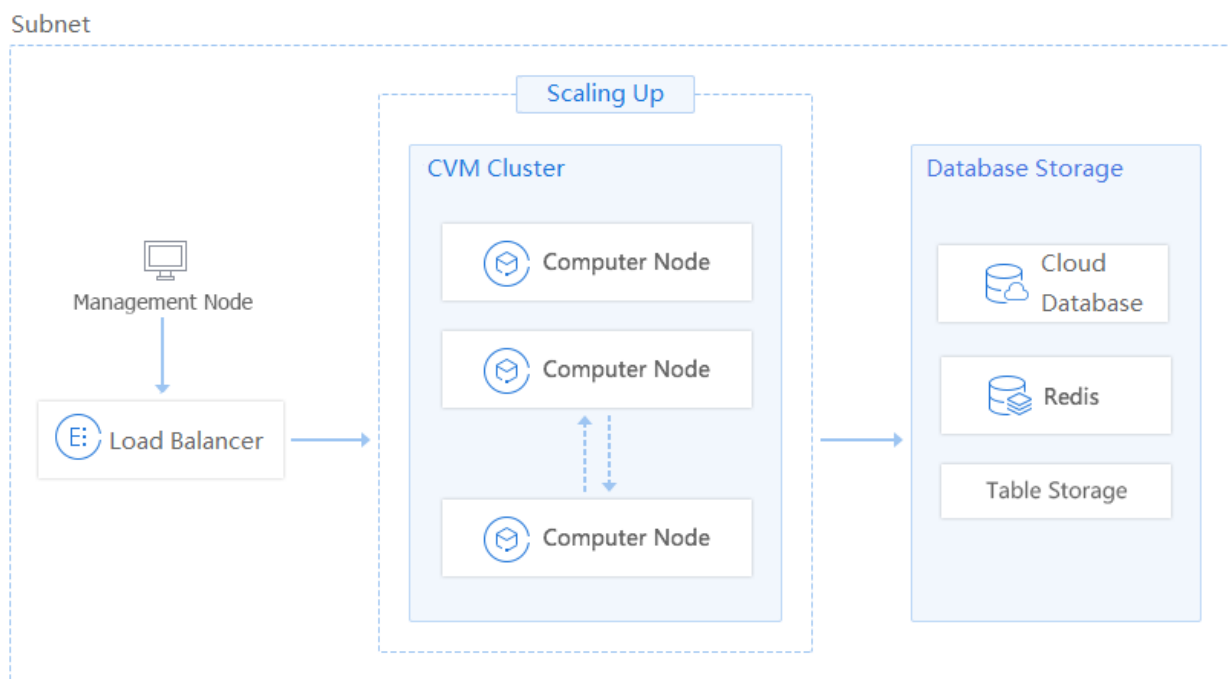 Subnet
Scaling Up
CVM Cluster
Computer Node
Computer Node
Computer Node
Management Node
E: Load Balancer
Database Storage
Cloud
Database
Redis
Table Storage